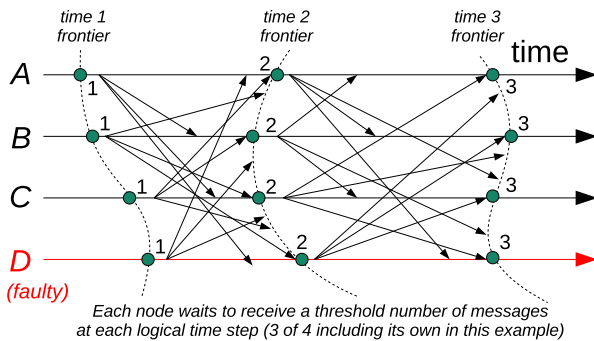 time 1
frontier
time 2
frontier
time 3
frontier
time
A
1
2
3
B
1
2
3
C
1
2
3
D
1
2
3
(faulty)
Each node waits to receive a threshold number of messages
at each logical time step (3 of 4 including its own in this example)